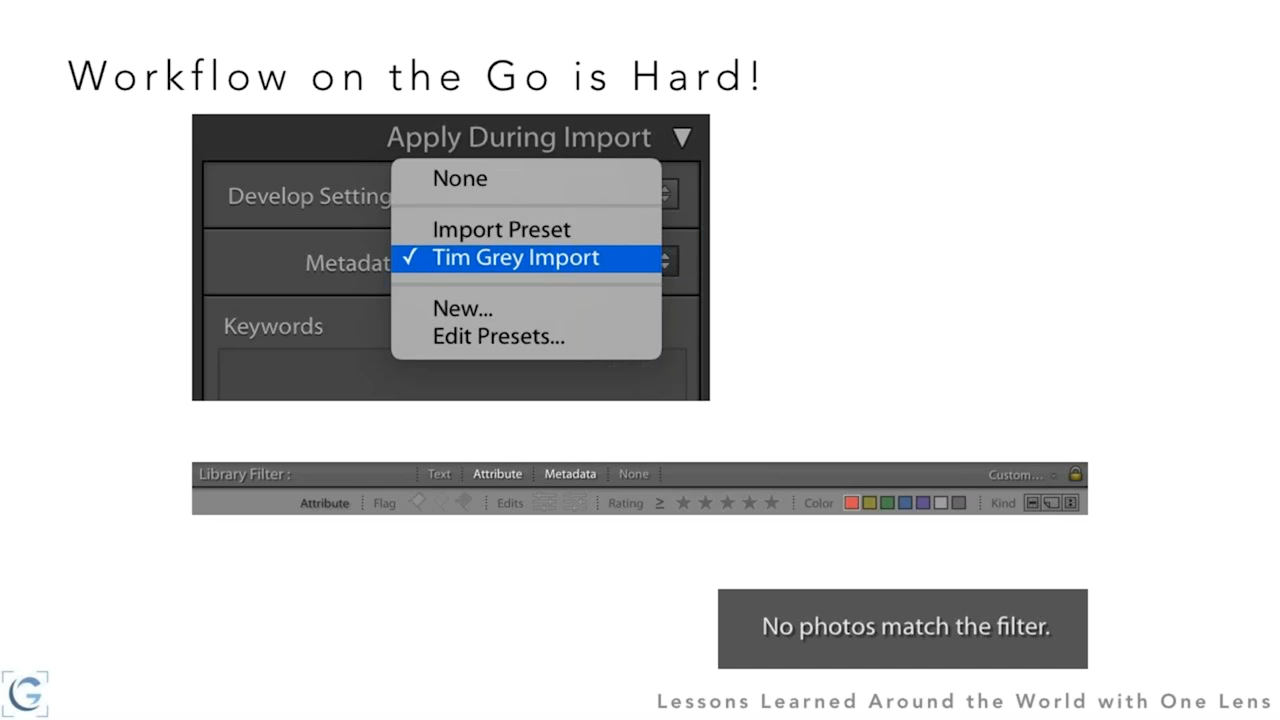 Workflow on the Go is Hard!
Apply During Import
None
Develop Setting
Import Preset
Metadat ✓ Tim Grey Import
New...
Keywords
Edit Presets...
Library Filter : Text Attribute Metadata None Custom...
Attribute Flag Edits Rating ≥ ★ ★ ★ ★ ★ Color Kind
No photos match the filter.
G
Lessons Learned Around the World with One Lens